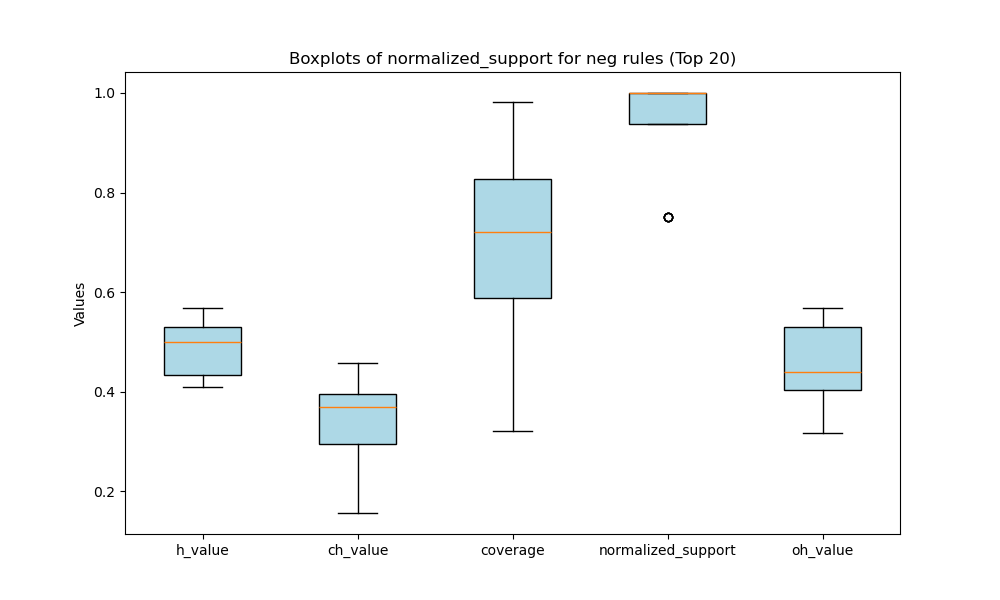 Boxplots of normalized_support for neg rules (Top 20)
Values
1.0
0.8
0.6
0.4
0.2
h_value
ch_value
coverage
normalized_support
oh_value